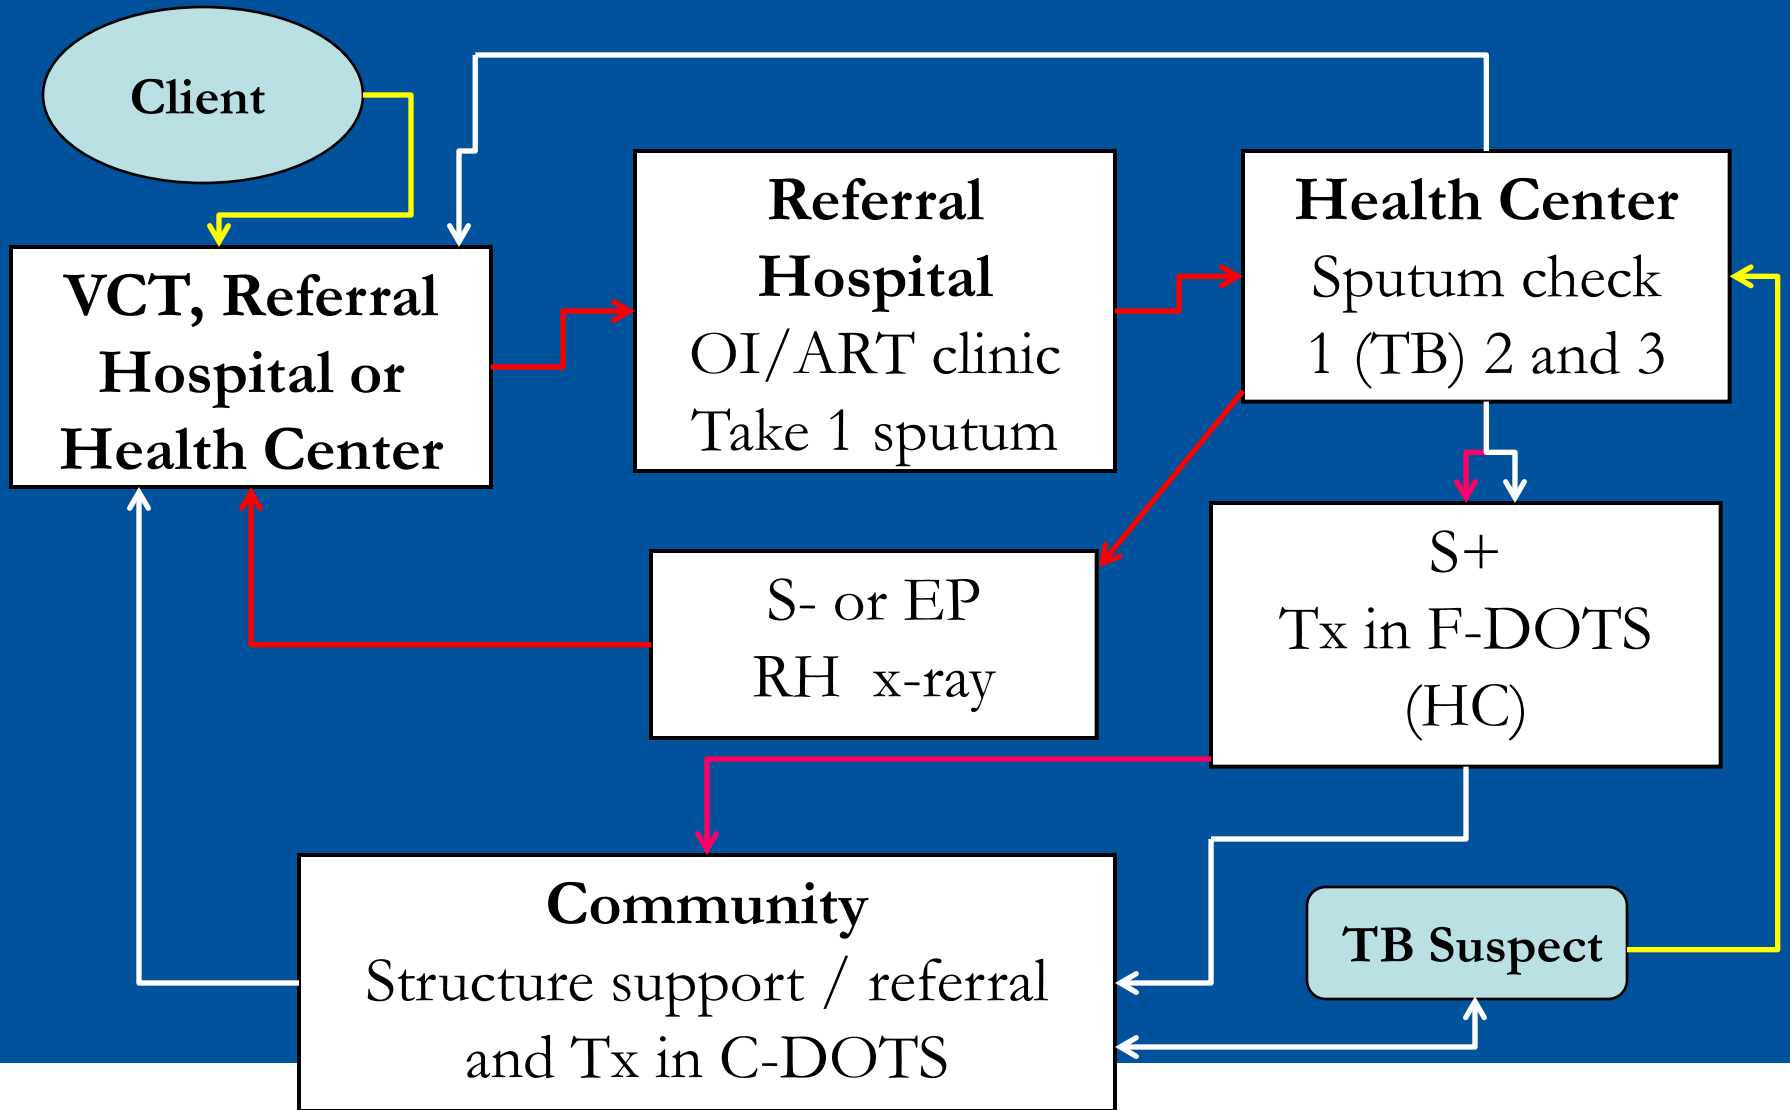 Client
VCT, Referral
Hospital or
Health Center
Referral
Hospital
OI/ART clinic
Take 1 sputum
Health Center
Sputum check
1 (TB) 2 and 3
S- or EP
RH x-ray
S+
Tx in F-DOTS
(HC)
Community
Structure support / referral
and Tx in C-DOTS
TB Suspect